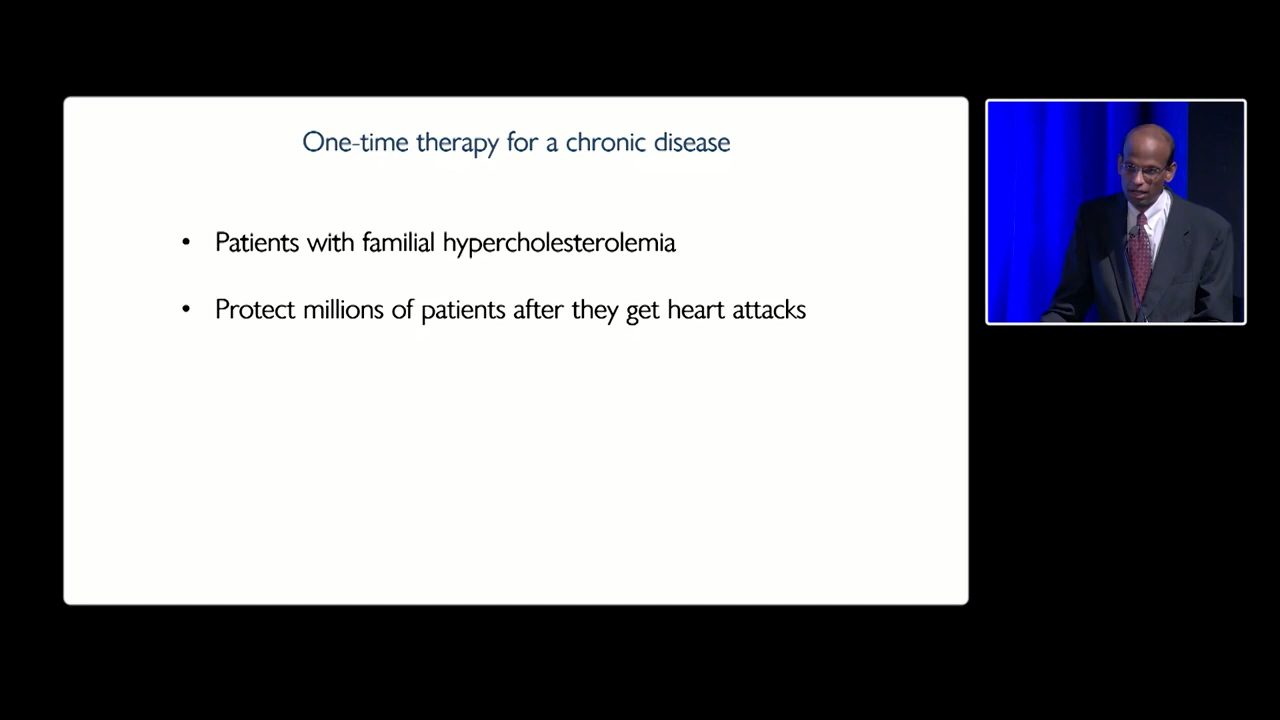 One-time therapy for a chronic disease
• Patients with familial hypercholesterolemia
• Protect millions of patients after they get heart attacks